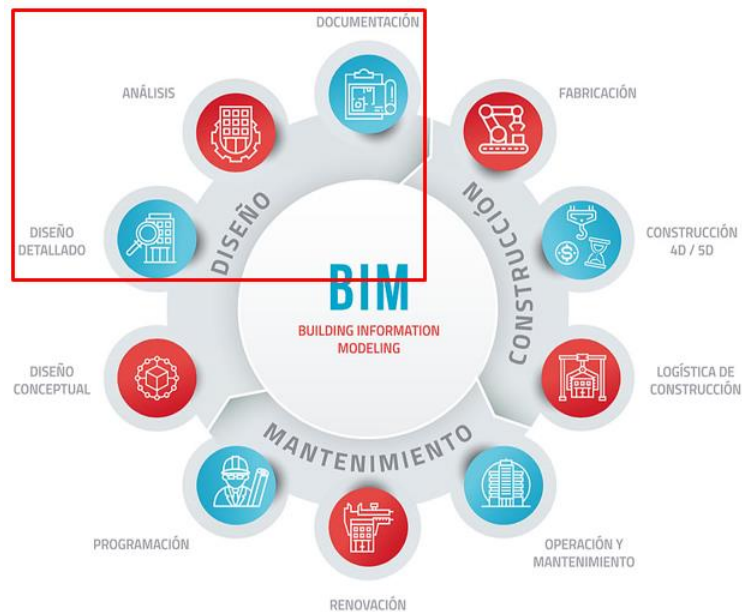 DOCUMENTACIÓN
ANÁLISIS
FABRICACIÓN
DISEÑO
DETALLADO
DISEÑO
CONSTRUCCIÓN
CONSTRUCCIÓN
4D / 5D
BIM
BUILDING INFORMATION
MODELING
DISEÑO
CONCEPTUAL
LOGÍSTICA DE
CONSTRUCCIÓN
MANTENIMIENTO
PROGRAMACIÓN
OPERACIÓN Y
MANTENIMIENTO
RENOVACIÓN